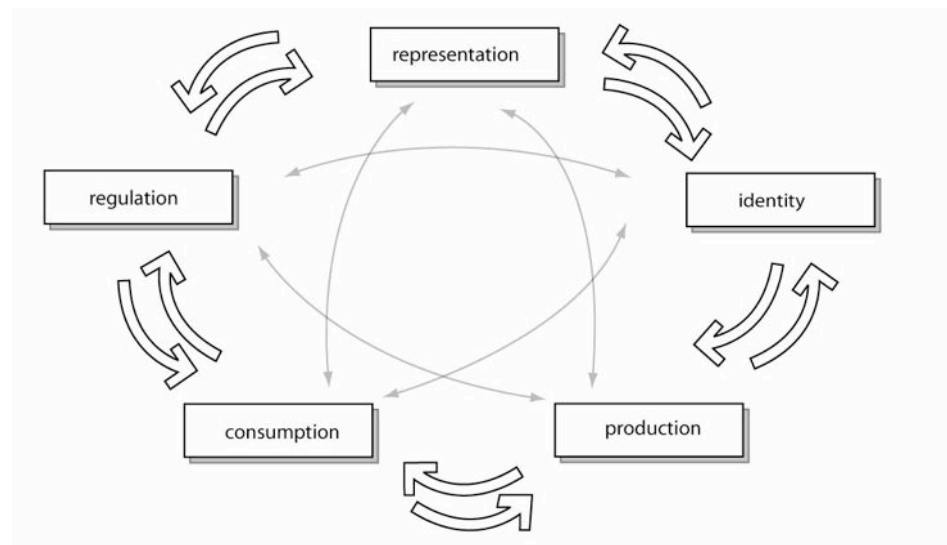 representation
regulation
identity
consumption
production